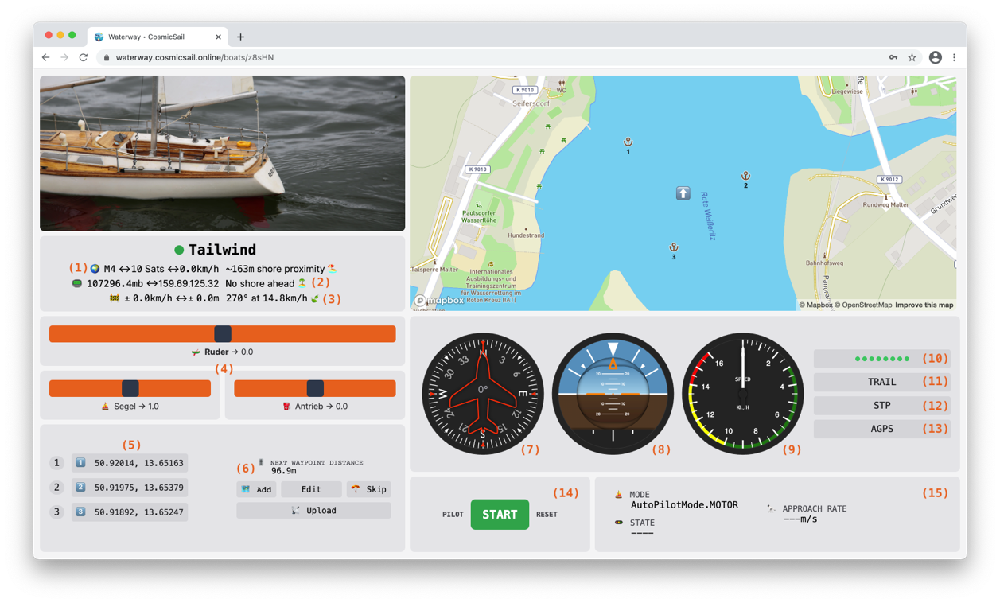 Waterway • CosmicSail
waterway.cosmicsail.online/boats/z8sHN
Tailwind
(1) M4 ↔10 Sats ↔0.0km/h ~163m shore proximity
107296.4mb ↔159.69.125.32 No shore ahead (2)
± 0.0km/h ↔± 0.0m 270° at 14.8km/h (3)
Ruder → 0.0
(4)
Segel → 1.0
Antrieb → 0.0
(5)
1 1 50.92014, 13.65163
2 2 50.91975, 13.65379
3 3 50.91892, 13.65247
(6) NEXT WAYPOINT DISTANCE
96.9m
Add Edit Skip
Upload
K 9010
WC
Seifersdorf
Liegewiese
1
K 9010
2
K 9012
Rote Weißeritz
Paulsdorfer
Wasserflöhe
Rundweg Malter
Hundestrand
3
Talsperre Malter
Internationales
Ausbildungs- und
Trainingszentrum
für Wasserrettung im
Roten Kreuz (IAT)
Bahnhofsweg
mapbox
© Mapbox © OpenStreetMap Improve this map
N 3 6 E 12 15 S 21 24 W 30 33
0°
(7)
20 20
10 10
10 10
20 20
(8)
2 4 6 8 10 12 14 16
SPEED
(9)
(10)
TRAIL (11)
STP (12)
AGPS (13)
(14)
PILOT START RESET
(15)
MODE
AutoPilotMode.MOTOR
STATE
----
APPROACH RATE
---m/s